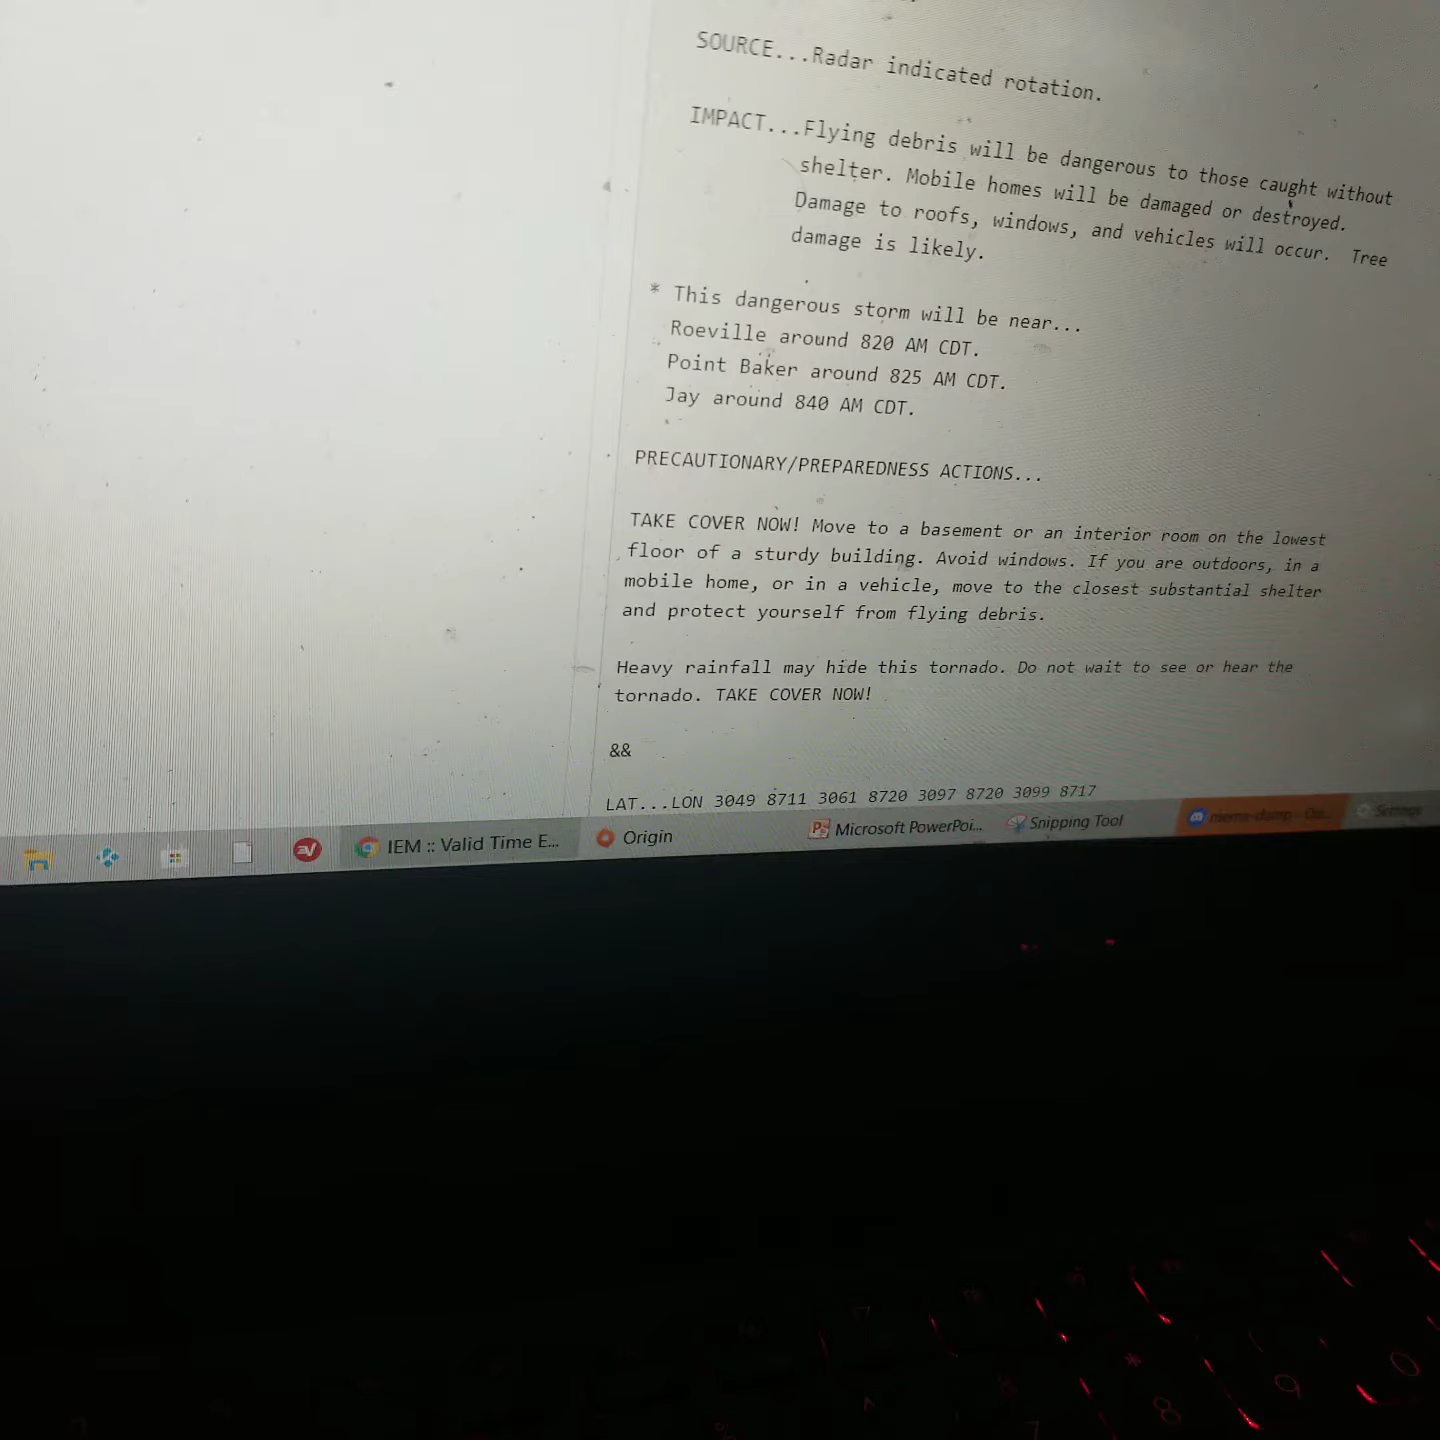 SOURCE...Radar indicated rotation.
IMPACT...Flying debris will be dangerous to those caught without
shelter. Mobile homes will be damaged or destroyed.
Damage to roofs, windows, and vehicles will occur. Tree
damage is likely.
* This dangerous storm will be near...
Roeville around 820 AM CDT.
Point Baker around 825 AM CDT.
Jay around 840 AM CDT.
PRECAUTIONARY/PREPAREDNESS ACTIONS...
TAKE COVER NOW! Move to a basement or an interior room on the lowest
floor of a sturdy building. Avoid windows. If you are outdoors, in a
mobile home, or in a vehicle, move to the closest substantial shelter
and protect yourself from flying debris.
Heavy rainfall may hide this tornado. Do not wait to see or hear the
tornado. TAKE COVER NOW!
&&
LAT...LON 3049 8711 3061 8720 3097 8720 3099 8717
IEM :: Valid Time E... Origin Microsoft PowerPoi... Snipping Tool meme-dump - Settings
* 8 9 0